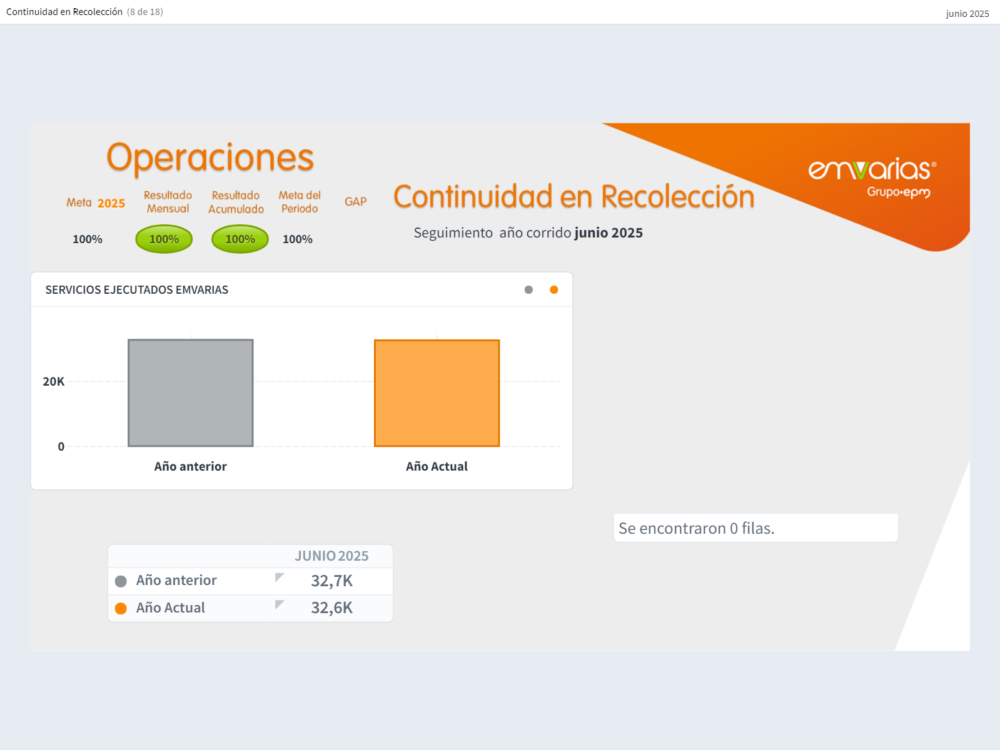 Continuidad en Recolección (8 de 18)
junio 2025
Operaciones
emvarias®
Grupo•epm
Continuidad en Recolección
Meta 2025
Resultado Mensual
Resultado Acumulado
Meta del Periodo
GAP
100%
100%
100%
100%
Seguimiento año corrido junio 2025
SERVICIOS EJECUTADOS EMVARIAS
20K
0
Año anterior
Año Actual
Se encontraron 0 filas.
JUNIO 2025
Año anterior 32,7K
Año Actual 32,6K